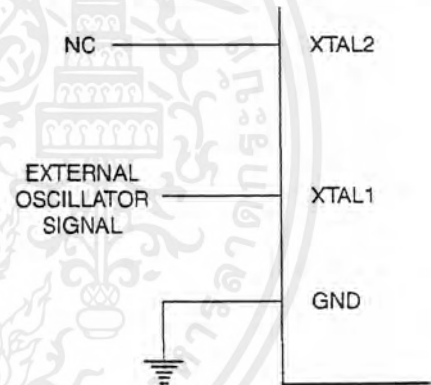 NC
XTAL2
EXTERNAL
OSCILLATOR
SIGNAL
XTAL1
GND